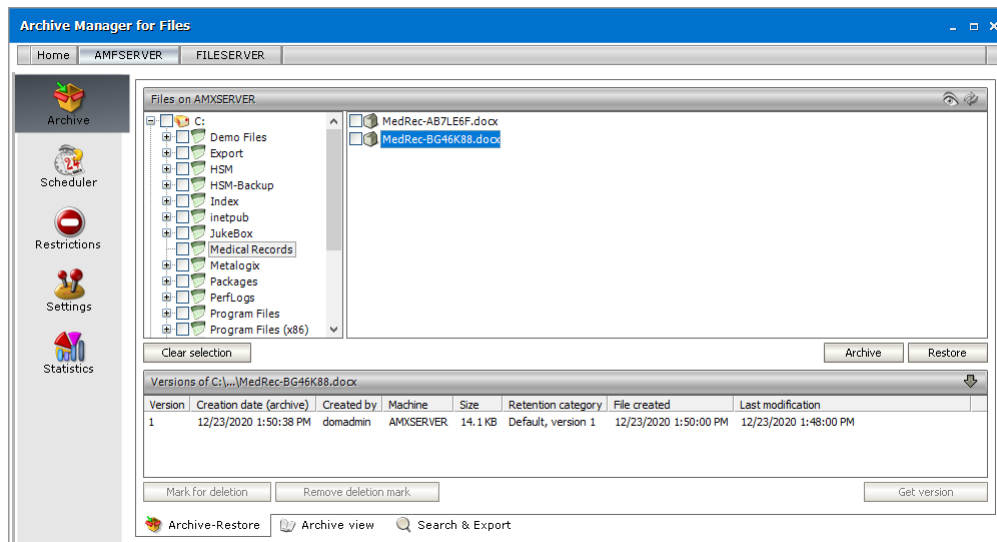 Archive Manager for Files
Home AMFSERVER FILESERVER
Archive
Scheduler
Restrictions
Settings
Statistics
Files on AMXSERVER
C:
Demo Files
Export
HSM
HSM-Backup
Index
inetpub
JukeBox
Medical Records
Metalogix
Packages
PerfLogs
Program Files
Program Files (x86)
MedRec-AB7LE6F.docx
MedRec-BG46K88.docx
Clear selection Archive Restore
Versions of C:\...\MedRec-BG46K88.docx
Version Creation date (archive) Created by Machine Size Retention category File created Last modification
1 12/23/2020 1:50:38 PM domadmin AMXSERVER 14.1 KB Default, version 1 12/23/2020 1:50:00 PM 12/23/2020 1:48:00 PM
Mark for deletion Remove deletion mark Get version
Archive-Restore Archive view Search & Export